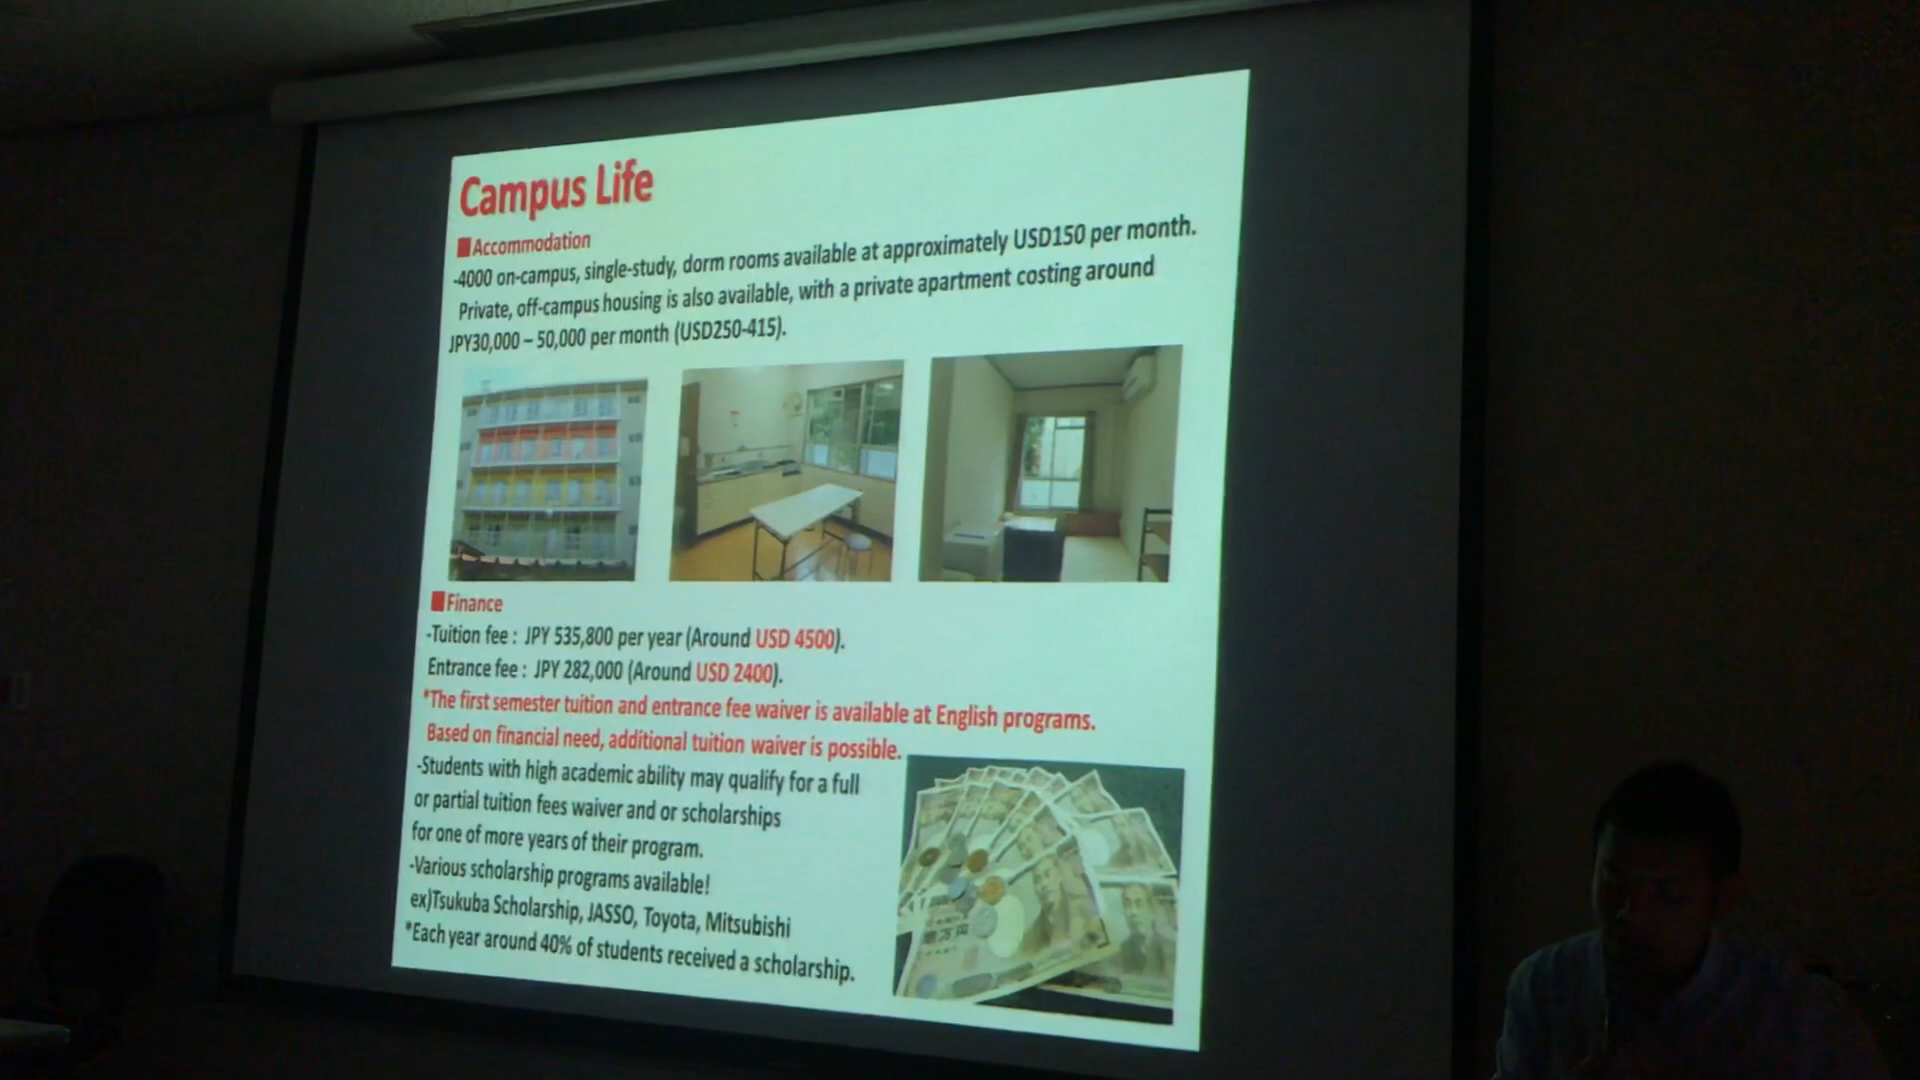 Campus Life
■Accommodation
-4000 on-campus, single-study, dorm rooms available at approximately USD150 per month.
Private, off-campus housing is also available, with a private apartment costing around
JPY30,000 – 50,000 per month (USD250-415).
■Finance
-Tuition fee : JPY 535,800 per year (Around USD 4500).
Entrance fee : JPY 282,000 (Around USD 2400).
*The first semester tuition and entrance fee waiver is available at English programs.
Based on financial need, additional tuition waiver is possible.
-Students with high academic ability may qualify for a full
or partial tuition fees waiver and or scholarships
for one of more years of their program.
-Various scholarship programs available!
ex)Tsukuba Scholarship, JASSO, Toyota, Mitsubishi
*Each year around 40% of students received a scholarship.